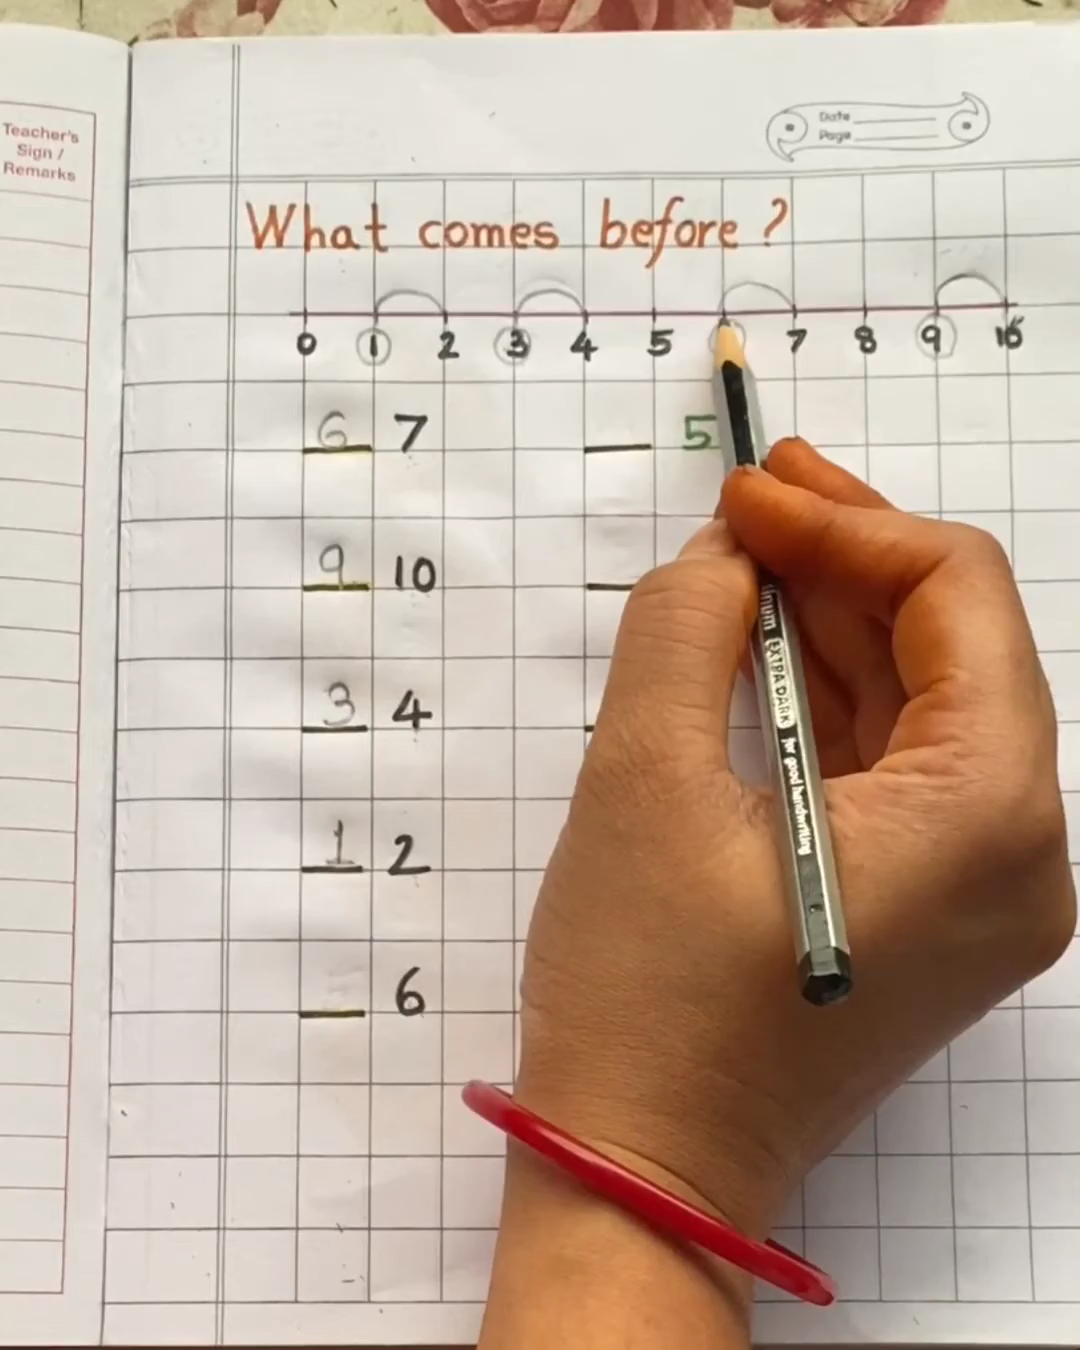 Teacher's
Sign /
Remarks
Date
Page
What comes before ?
0 1 2 3 4 5 7 8 9 10
6 7
5
9 10
3 4
1 2
6
EXTRA DARK for good handwriting